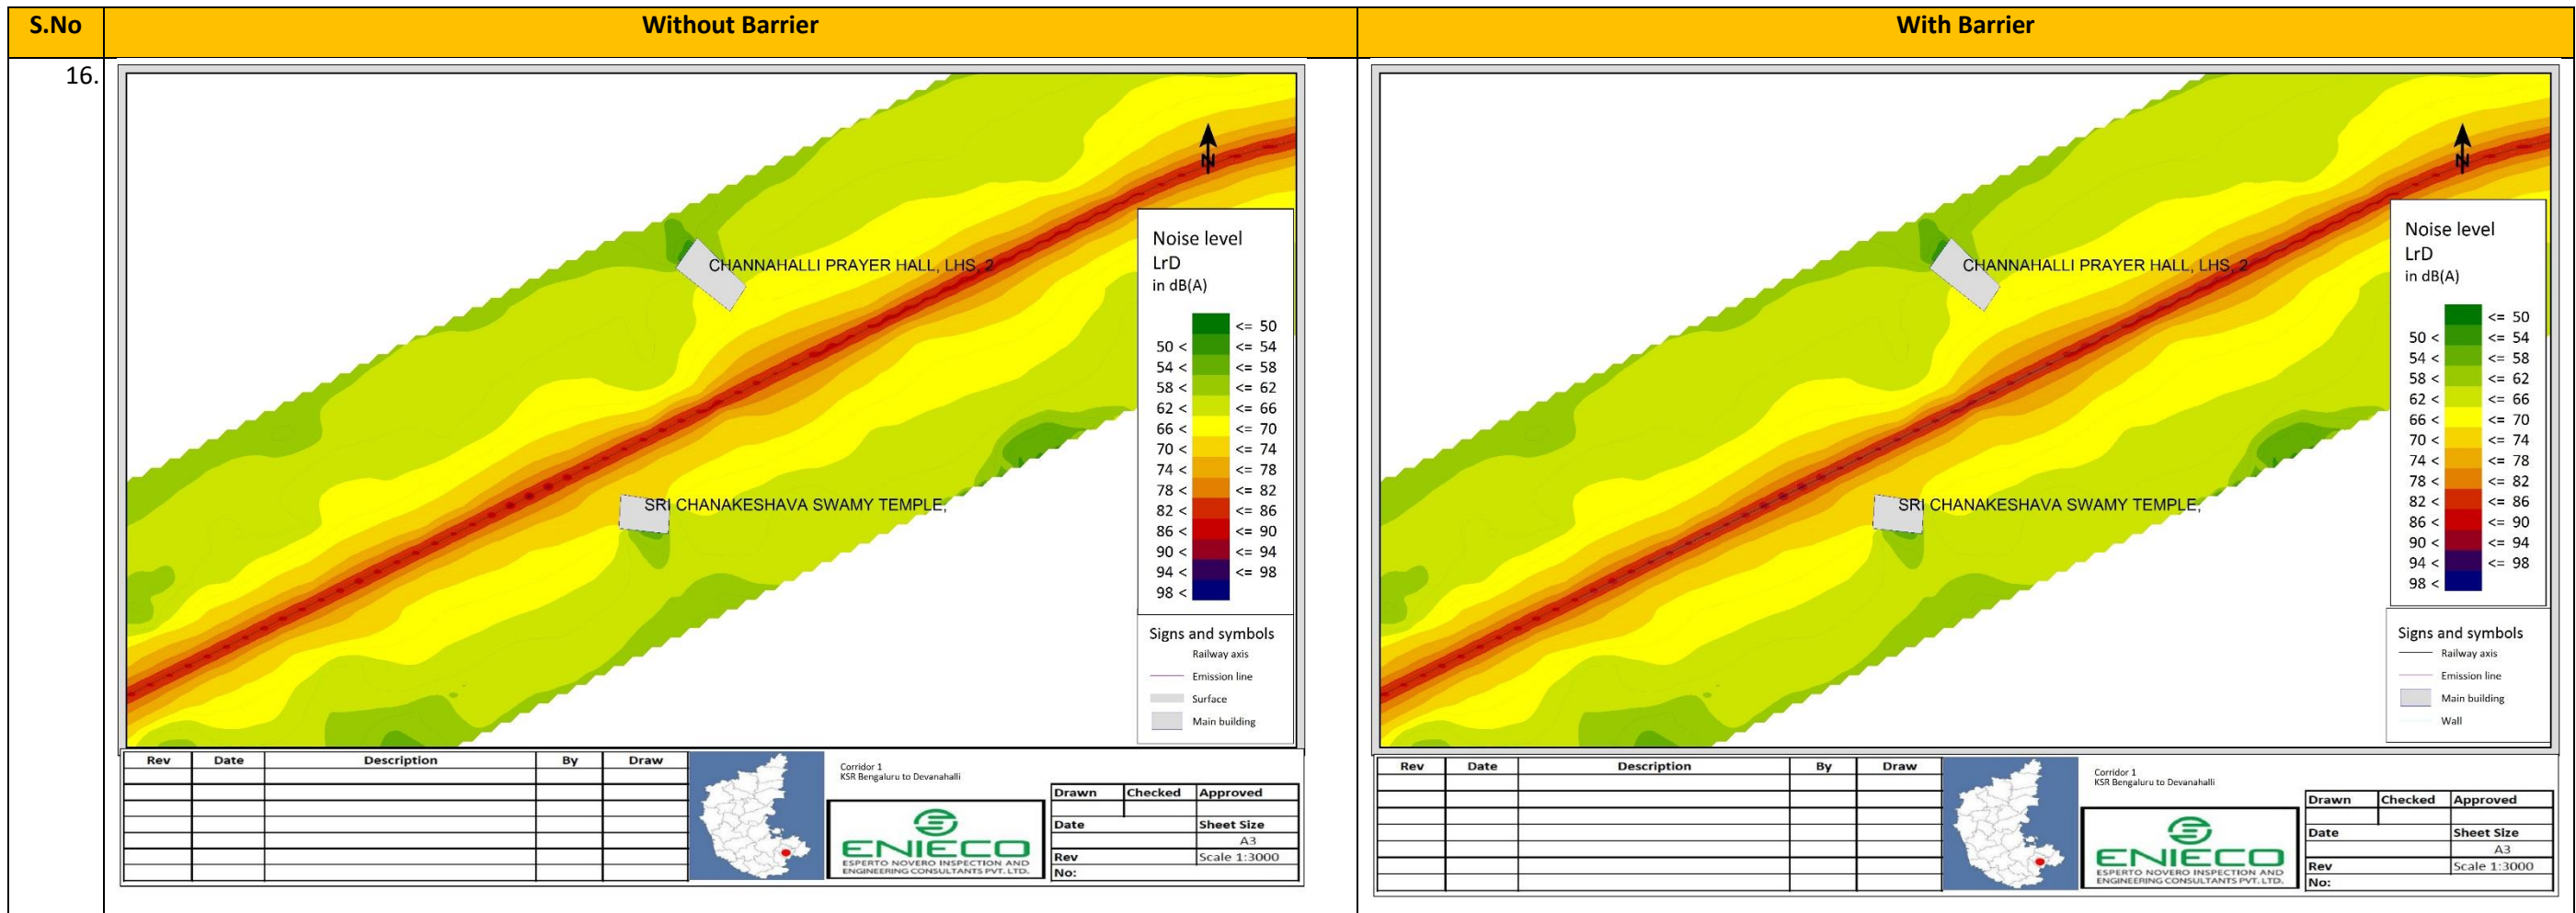 S.No Without Barrier With Barrier
16.
N
CHANNAHALLI PRAYER HALL, LHS, 2
SRI CHANAKESHAVA SWAMY TEMPLE,
Noise level
LrD
in dB(A)
<= 50
50 < <= 54
54 < <= 58
58 < <= 62
62 < <= 66
66 < <= 70
70 < <= 74
74 < <= 78
78 < <= 82
82 < <= 86
86 < <= 90
90 < <= 94
94 < <= 98
98 <
Signs and symbols
Railway axis
Emission line
Surface
Main building
Rev Date Description By Draw
Corridor 1
KSR Bengaluru to Devanahalli
ENIECO
ESPERTO NOVERO INSPECTION AND
ENGINEERING CONSULTANTS PVT. LTD.
Drawn Checked Approved
Date Sheet Size
A3
Rev Scale 1:3000
No:
N
CHANNAHALLI PRAYER HALL, LHS, 2
SRI CHANAKESHAVA SWAMY TEMPLE,
Noise level
LrD
in dB(A)
<= 50
50 < <= 54
54 < <= 58
58 < <= 62
62 < <= 66
66 < <= 70
70 < <= 74
74 < <= 78
78 < <= 82
82 < <= 86
86 < <= 90
90 < <= 94
94 < <= 98
98 <
Signs and symbols
Railway axis
Emission line
Main building
Wall
Rev Date Description By Draw
Corridor 1
KSR Bengaluru to Devanahalli
ENIECO
ESPERTO NOVERO INSPECTION AND
ENGINEERING CONSULTANTS PVT. LTD.
Drawn Checked Approved
Date Sheet Size
A3
Rev Scale 1:3000
No: